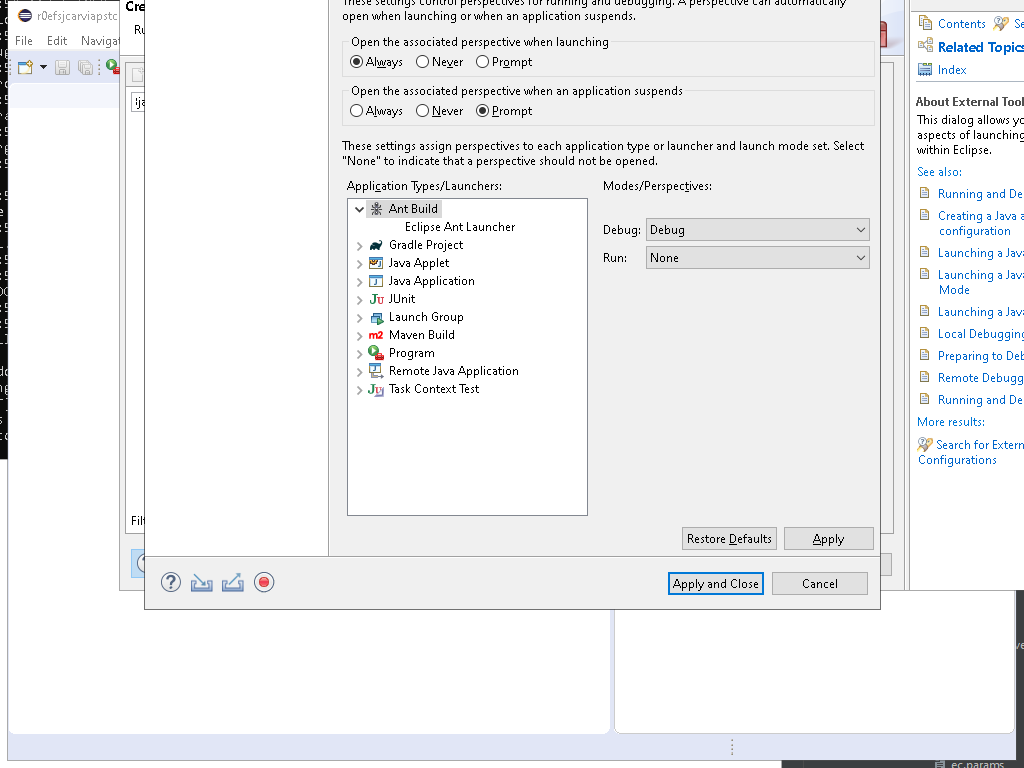 r0efsjcarviapstc
File Edit Navigat
Cre
Ru
!ja
Filt
These settings control perspectives for running and debugging. A perspective can automatically
open when launching or when an application suspends.
Open the associated perspective when launching
Always Never Prompt
Open the associated perspective when an application suspends
Always Never Prompt
These settings assign perspectives to each application type or launcher and launch mode set. Select
"None" to indicate that a perspective should not be opened.
Application Types/Launchers:
Ant Build
Eclipse Ant Launcher
Gradle Project
Java Applet
Java Application
JUnit
Launch Group
Maven Build
Program
Remote Java Application
Task Context Test
Modes/Perspectives:
Debug: Debug
Run: None
Restore Defaults Apply
Apply and Close Cancel
Contents Se
Related Topics
Index
About External Tool
This dialog allows yo
aspects of launching
within Eclipse.
See also:
Running and De
Creating a Java a
configuration
Launching a Java
Launching a Java
Mode
Launching a Java
Local Debugging
Preparing to Deb
Remote Debugg
Running and De
More results:
Search for Extern
Configurations
ec.params